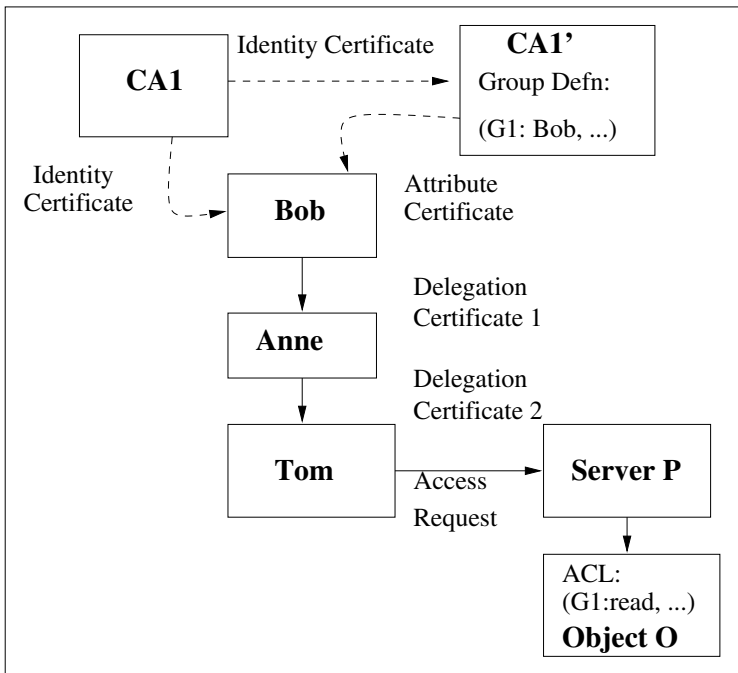 Identity Certificate
CA1
CA1’
Group Defn:
(G1: Bob, ...)
Identity
Certificate
Attribute
Certificate
Bob
Delegation
Certificate 1
Anne
Delegation
Certificate 2
Tom
Access
Request
Server P
ACL:
(G1:read, ...)
Object O